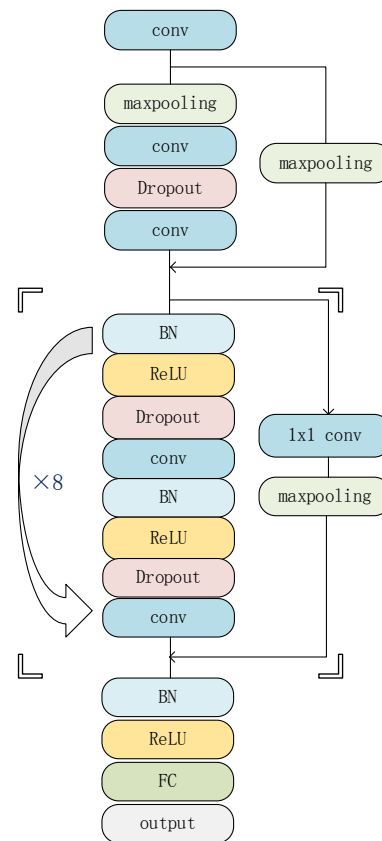 conv
maxpooling
conv
maxpooling
Dropout
conv
BN
ReLU
Dropout
1x1 conv
conv
×8
BN
maxpooling
ReLU
Dropout
conv
BN
ReLU
FC
output